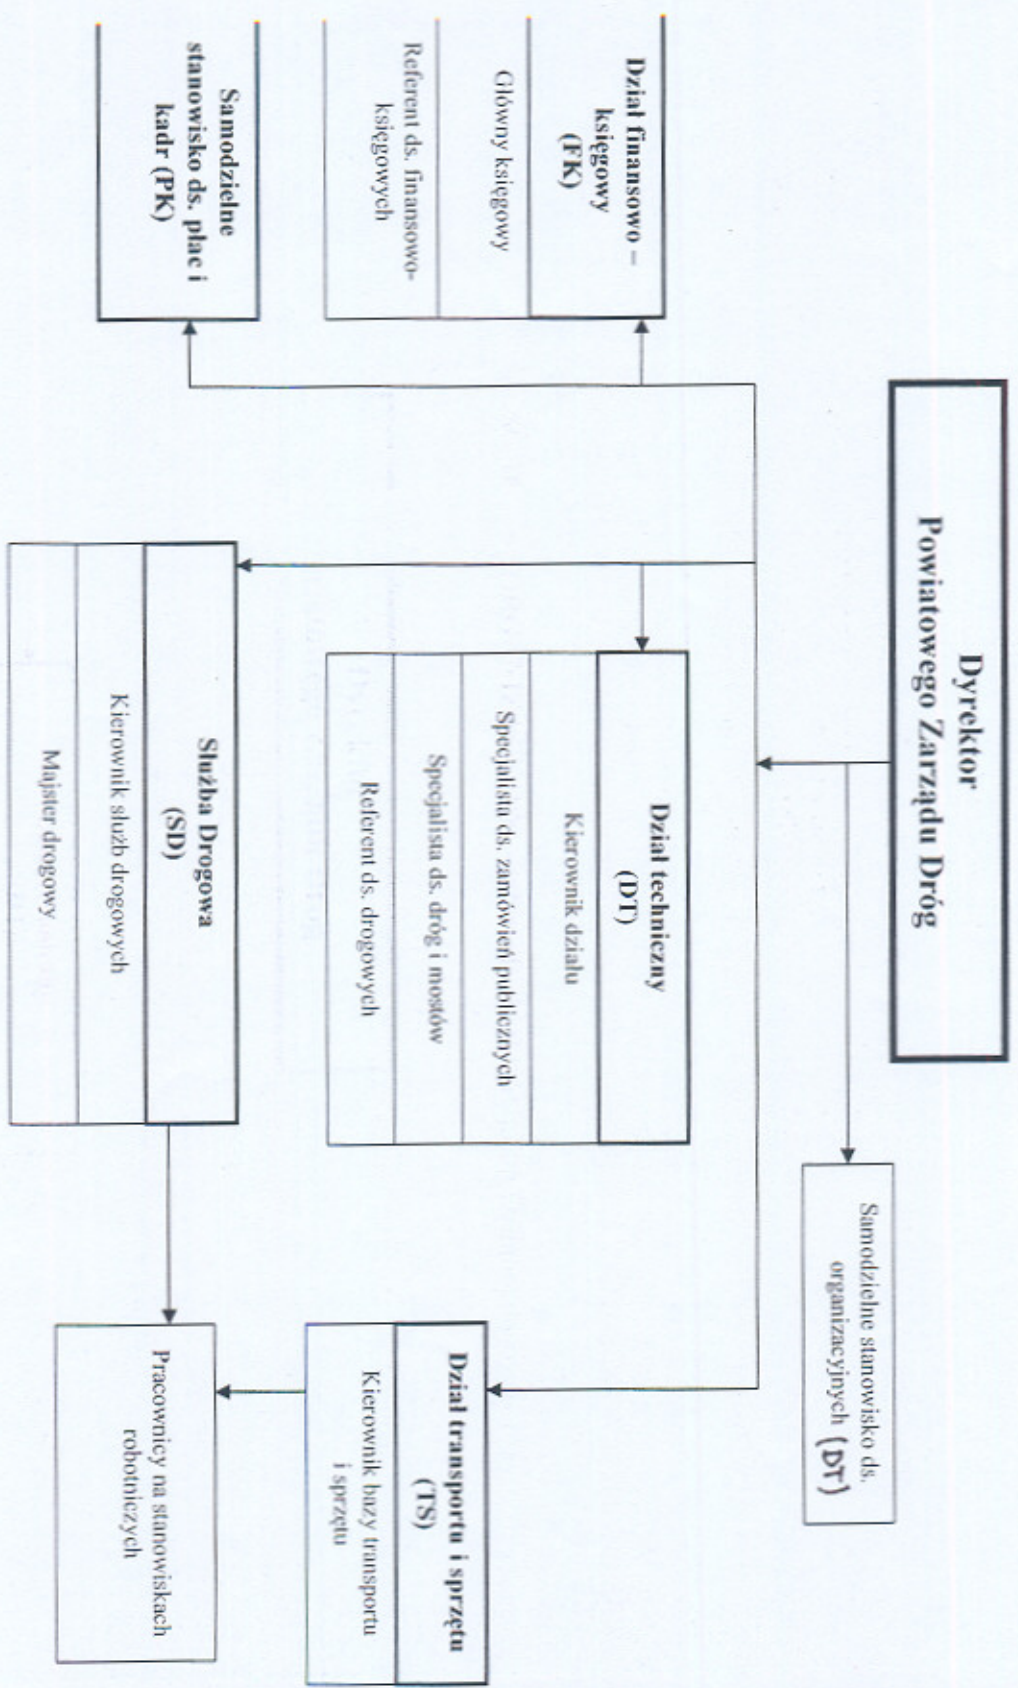 Dyrektor
Powiatowego Zarządu Dróg
Samodzielne stanowisko ds.
organizacyjnych (DT)
Dział finansowo –
księgowy
(FK)
Główny księgowy
Referent ds. finansowo-
księgowych
Samodzielne
stanowisko ds. płac i
kadr (PK)
Dział techniczny
(DT)
Kierownik działu
Specjalista ds. zamówień publicznych
Specjalista ds. dróg i mostów
Referent ds. drogowych
Służba Drogowa
(SD)
Kierownik służb drogowych
Majster drogowy
Dział transportu i sprzętu
(TS)
Kierownik bazy transportu
i sprzętu
Pracownicy na stanowiskach
robotniczych